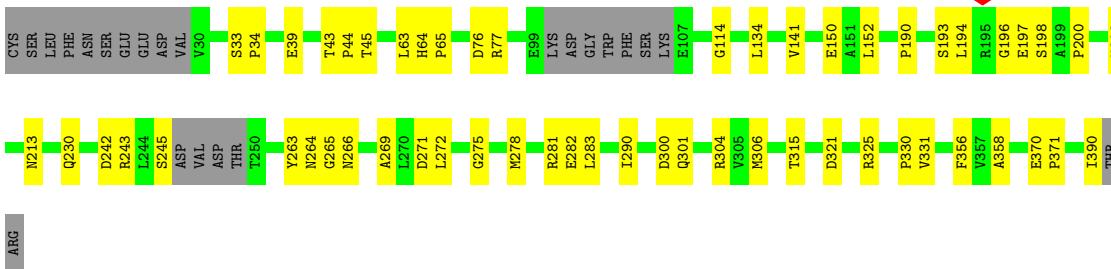 CYS SER LEU PHE ASN SER GLU GLU ASP VAL V30 S33 P34 E39 T43 P44 T45 L63 H64 P65 D76 R77 E99 LYS ASP GLY TRP PHE SER LYS E107 G114 L134 V141 E150 A151 L152 P190 S193 L194 R195 G196 E197 S198 A199 P200
N213 Q230 D242 R243 L244 S245 ASP VAL ASP THR T250 Y263 N264 G265 N266 A269 L270 D271 L272 G275 M278 R281 E282 L283 I290 D300 Q301 R304 V305 M306 T315 D321 R325 P330 V331 F356 V357 A358 E370 P371 I390 THR
ARG